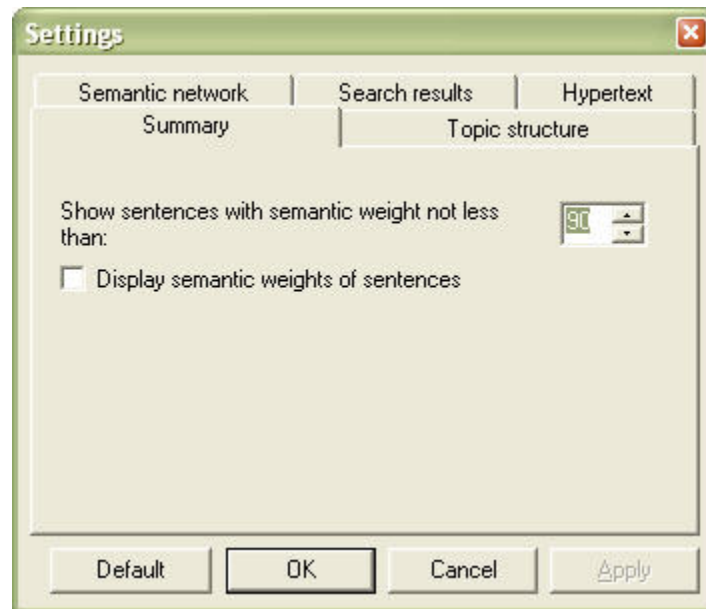 Settings
Semantic network Search results Hypertext
Summary Topic structure
Show sentences with semantic weight not less 90
than:
Display semantic weights of sentences
Default OK Cancel Apply